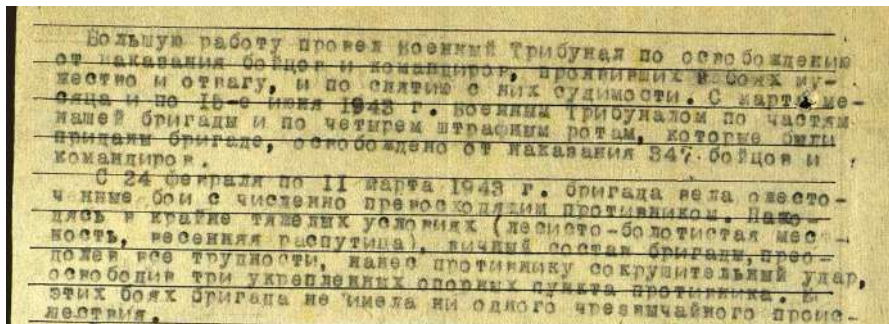 Большую работу провел Военный Трибунал по освобождению
от наказания бойцов и командиров, проявивших в боях му-
жество и отвагу, и по снятию с них судимости. С марта ме-
сяца и по 15-е июня 1943 г. Военным Трибуналом по частям
нашей бригады и по четырем штрафным ротам, которые были
приданы бригаде, освобождено от наказания 347 бойцов и
командиров.
С 24 февраля по 11 марта 1943 г. бригада вела ожесто-
ченные бои с численно превосходящим противником. Нахо-
дясь в крайне тяжелых условиях (лесисто-болотистая мест-
ность, весенняя распутица), личный состав бригады, прео-
долев все трудности, нанес противнику сокрушительный удар,
освободив три укрепленных опорных пункта противника. В
этих боях бригада не имела ни одного чрезвычайного проис-
шествия.